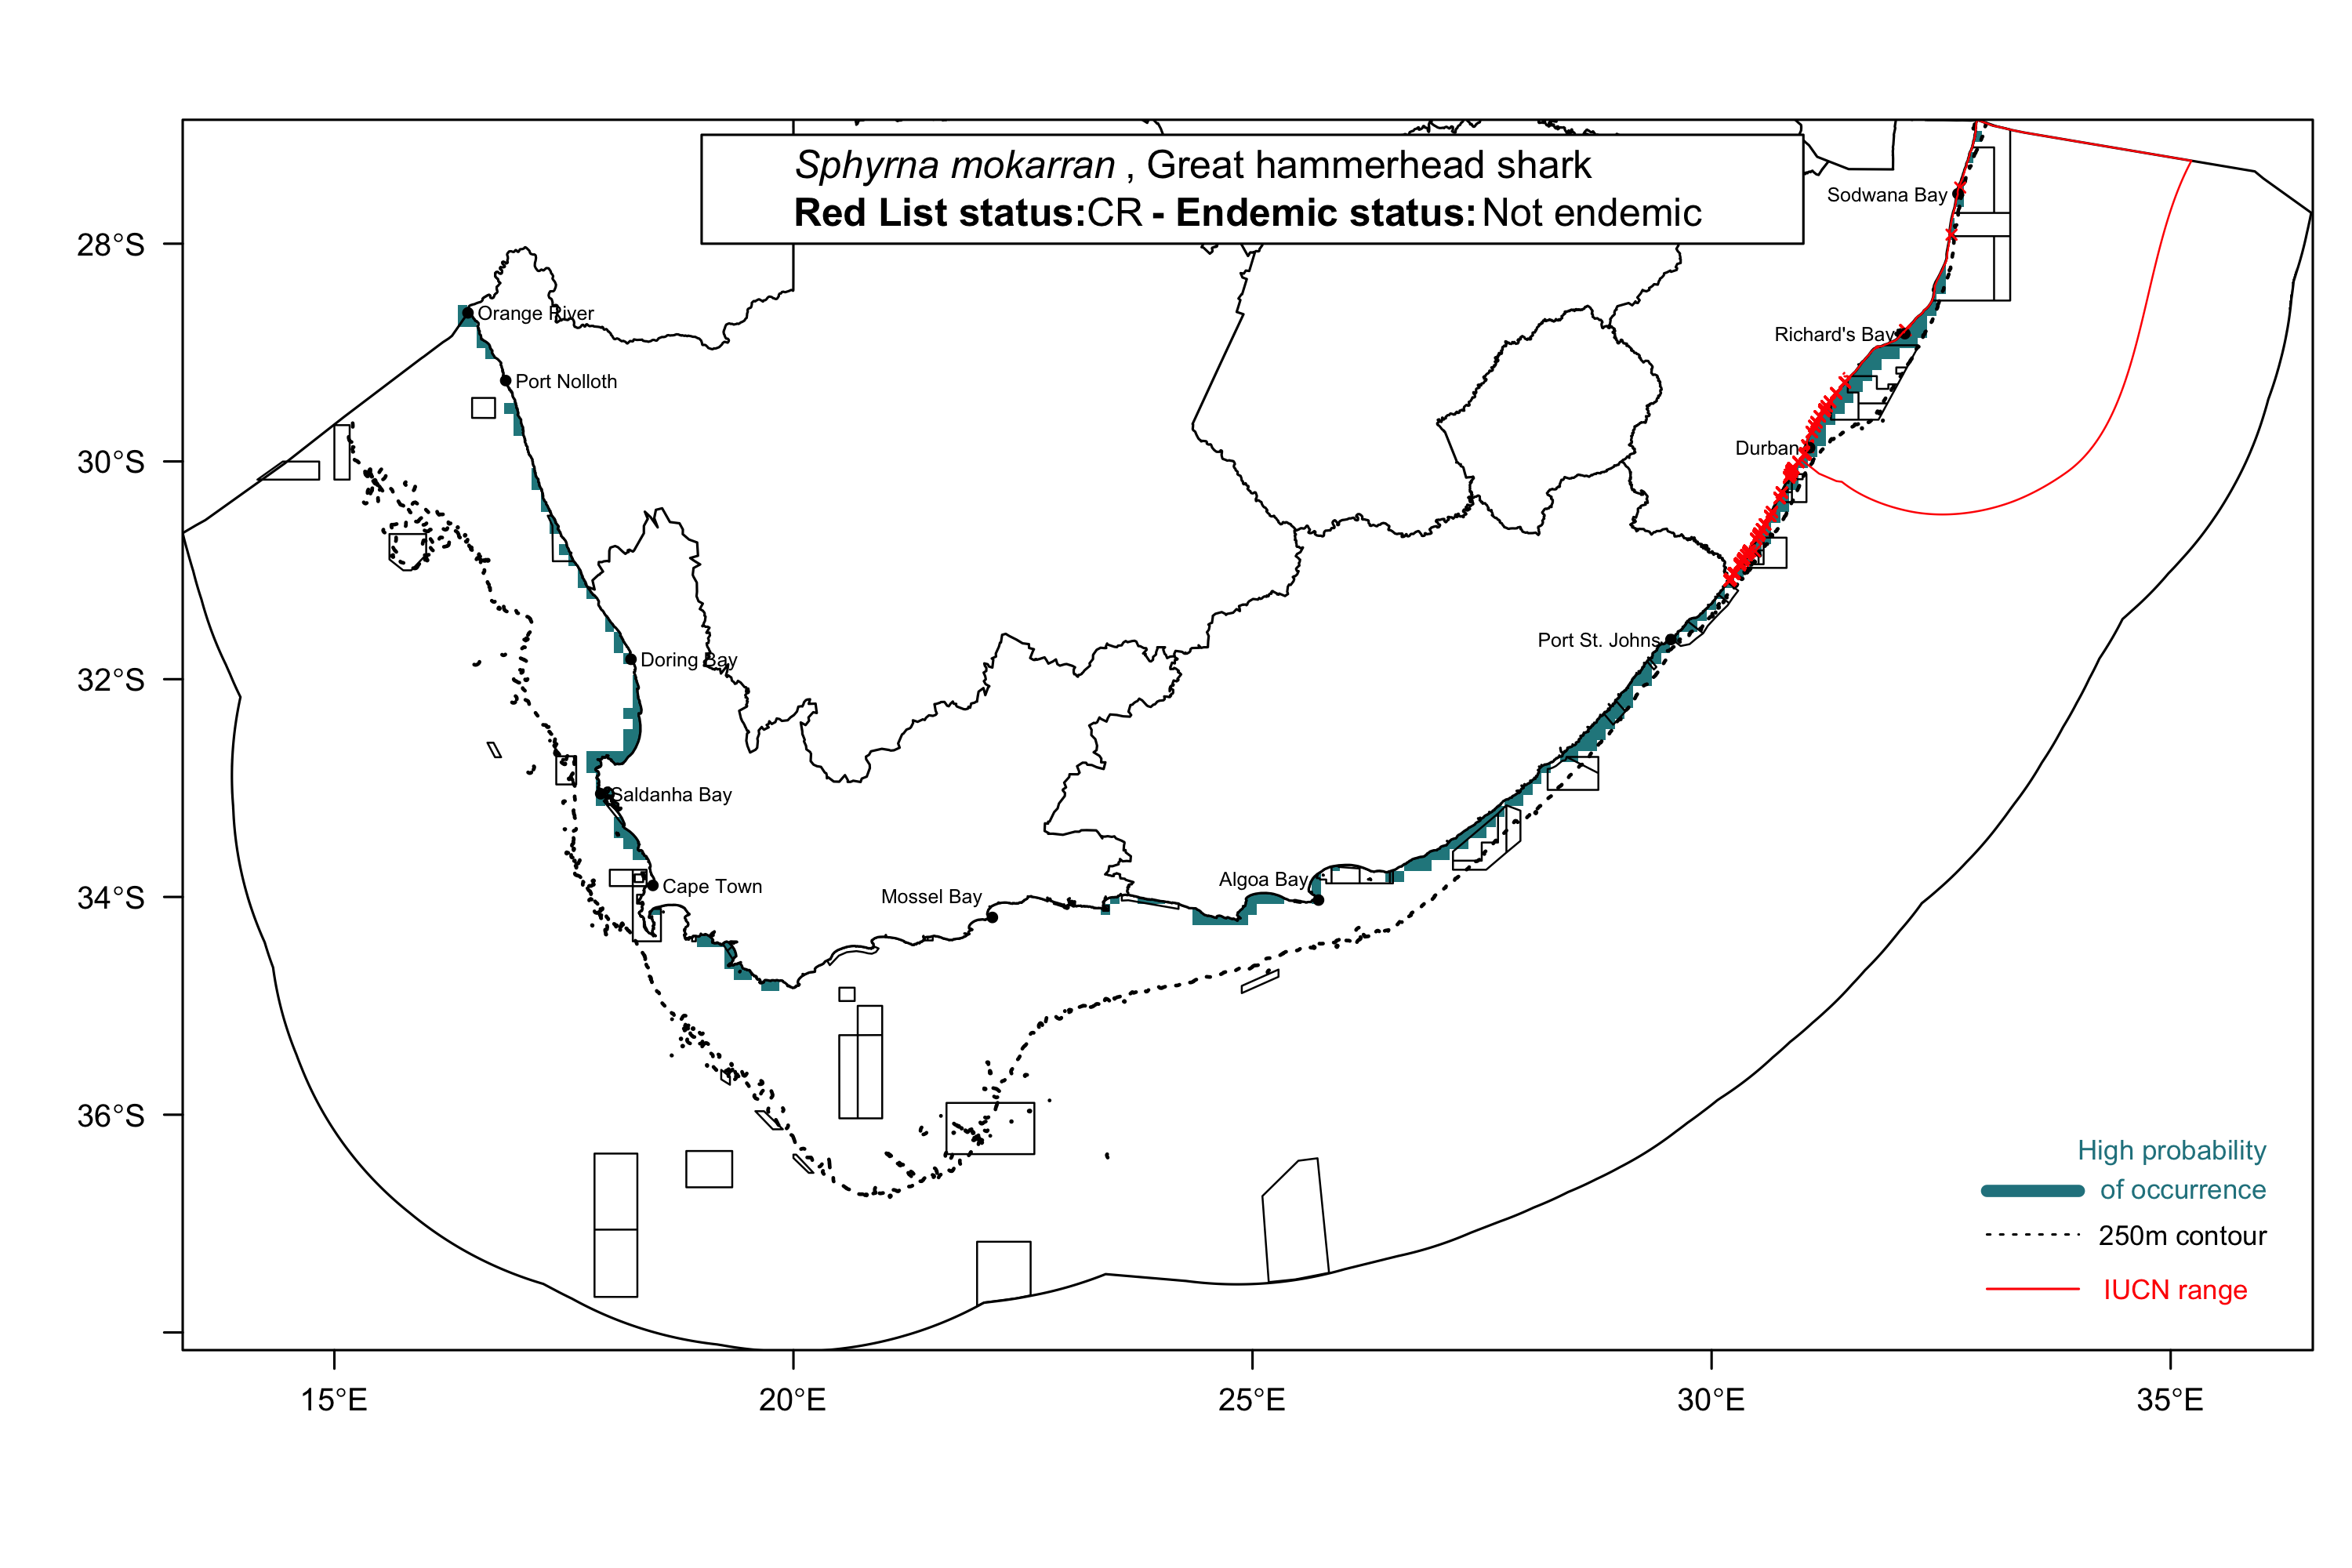 Sphyrna mokarran , Great hammerhead shark
Red List status:CR - Endemic status: Not endemic
Sodwana Bay
28°S
Orange River
Richard's Bay
Port Nolloth
Durban
30°S
Port St. Johns
Doring Bay
32°S
Saldanha Bay
Algoa Bay
Cape Town
Mossel Bay
34°S
36°S
High probability
of occurrence
250m contour
IUCN range
15°E
20°E
25°E
30°E
35°E